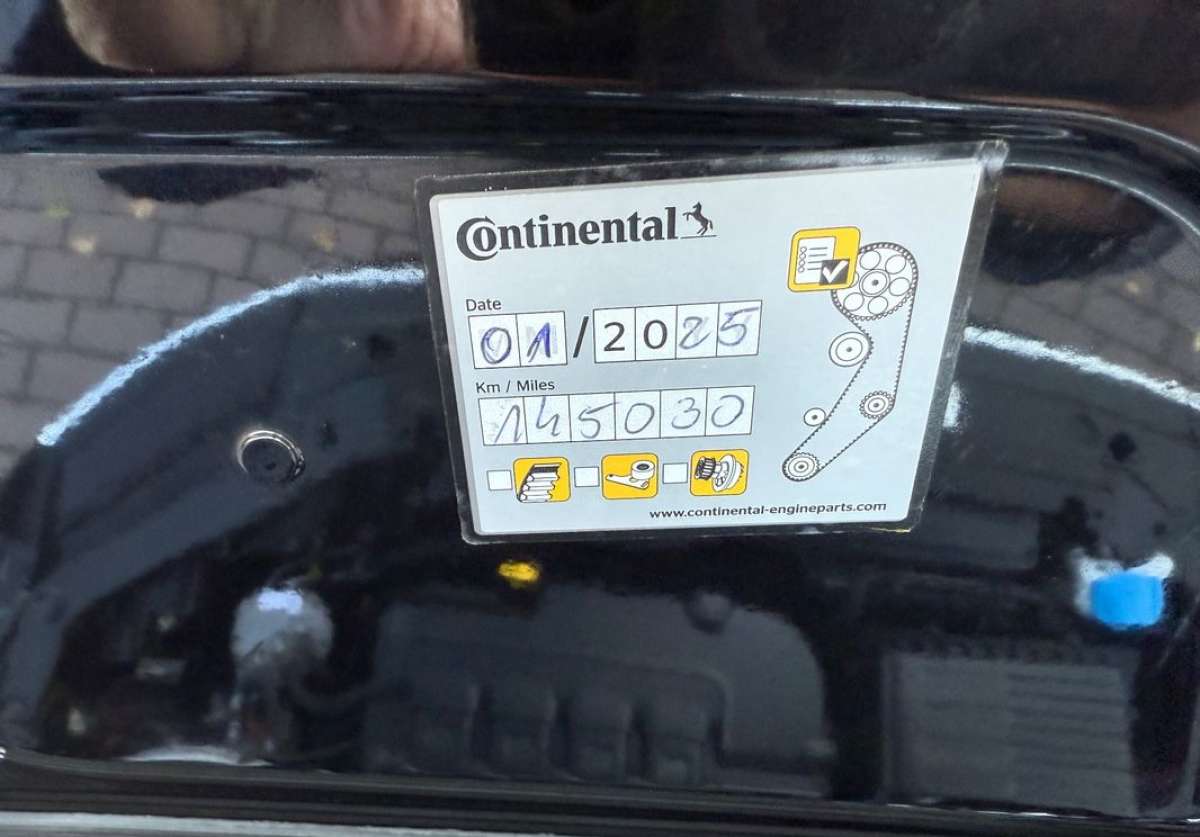 Continental
Date
01/2025
Km / Miles
145030
www.continental-engineparts.com